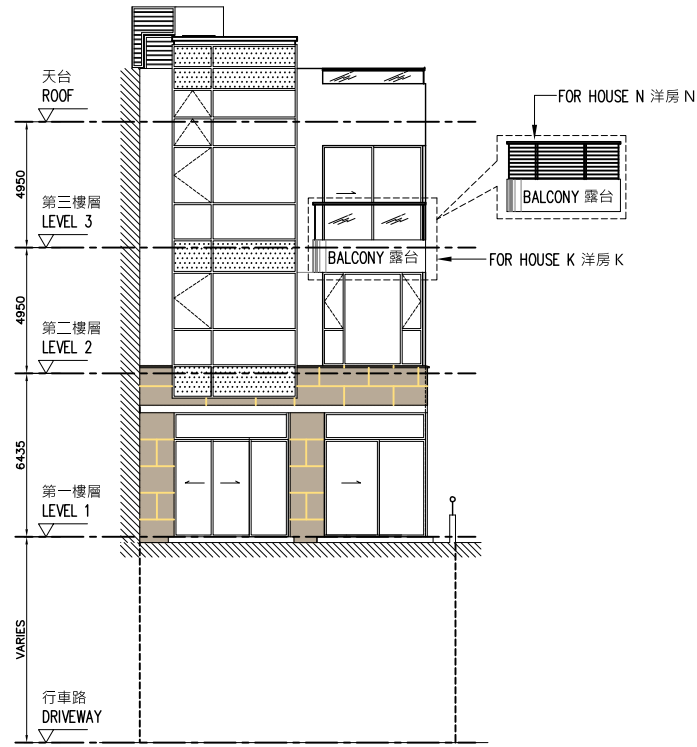 天台
ROOF
FOR HOUSE N 洋房 N
4950
第三樓層
LEVEL 3
BALCONY 露台
BALCONY 露台
FOR HOUSE K 洋房 K
4950
第二樓層
LEVEL 2
6435
第一樓層
LEVEL 1
VARIES
行車路
DRIVEWAY